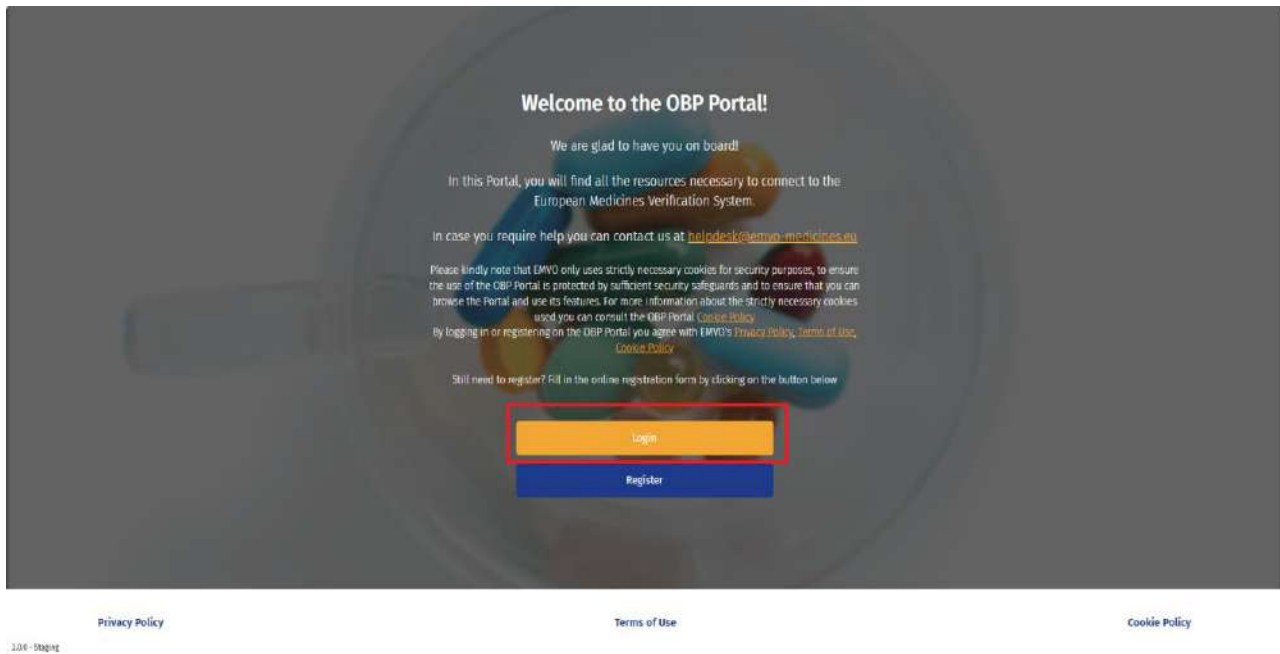 Welcome to the OBP Portal!
We are glad to have you on board!
In this Portal, you will find all the resources necessary to connect to the
European Medicines Verification System.
In case you require help you can contact us at helpdesk@emvo-medicines.eu
Please kindly note that EMVO only uses strictly necessary cookies for security purposes, to ensure
the use of the OBP Portal is protected by sufficient security safeguards and to ensure that you can
browse the Portal and use its features. For more information about the strictly necessary cookies
used you can consult the OBP Portal Cookie Policy
By logging in or registering on the OBP Portal you agree with EMVO's Privacy Policy, Terms of Use,
Cookie Policy
Still need to register? Fill in the online registration form by clicking on the button below
Login
Register
Privacy Policy
Terms of Use
Cookie Policy
2.0.0 - Staging